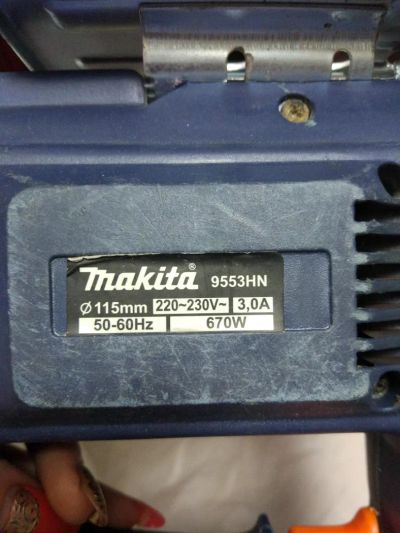 makita® 9553HN
Ø115mm 220~230V~ 3,0A
50-60Hz 670W